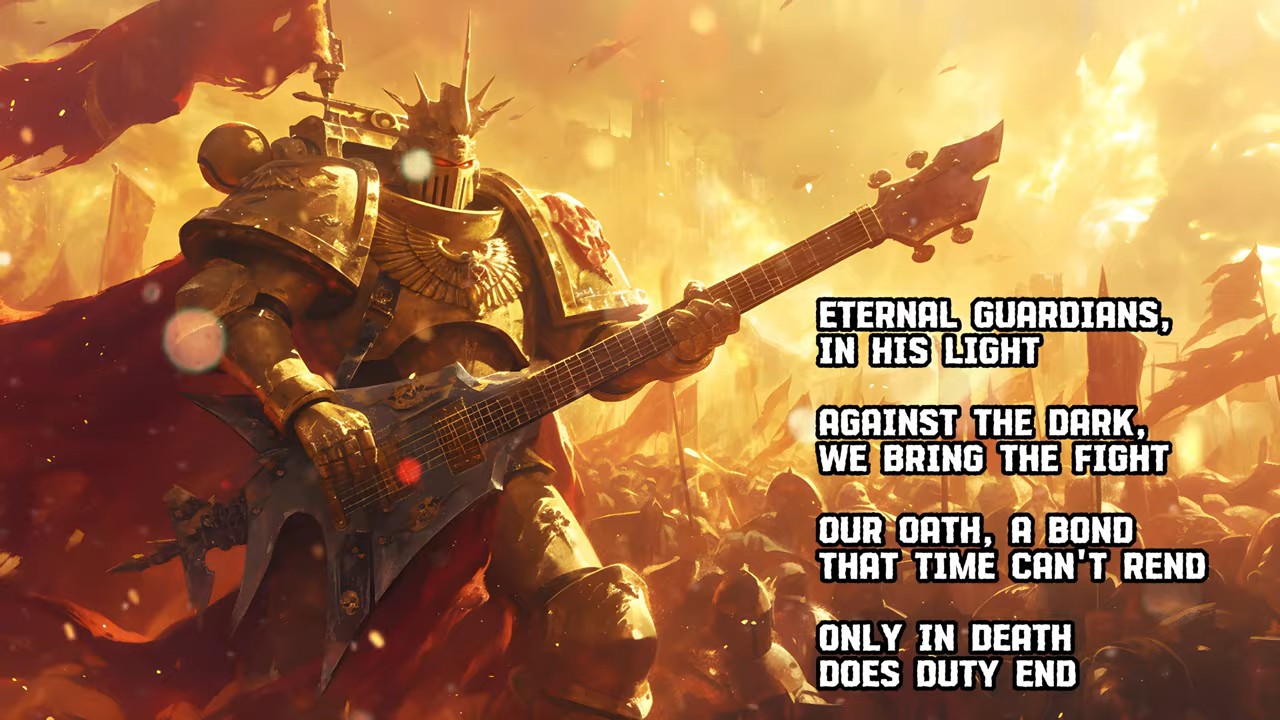 ETERNAL GUARDIANS,
IN HIS LIGHT
AGAINST THE DARK,
WE BRING THE FIGHT
OUR OATH, A BOND
THAT TIME CAN'T REND
ONLY IN DEATH
DOES DUTY END